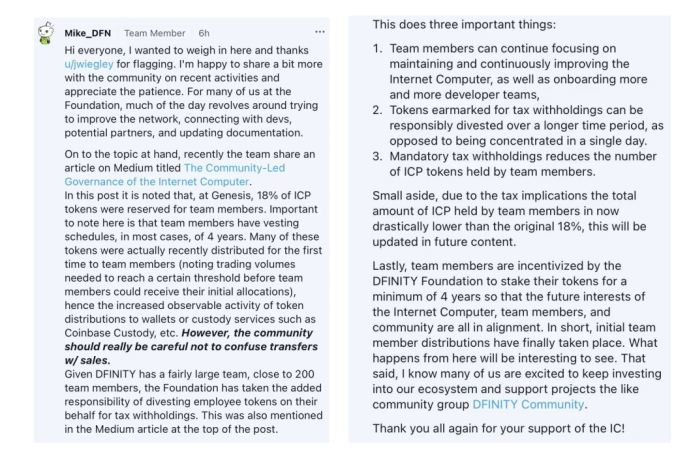 Mike_DFN Team Member 6h ...
Hi everyone, I wanted to weigh in here and thanks
u/jwiegley for flagging. I'm happy to share a bit more
with the community on recent activities and
appreciate the patience. For many of us at the
Foundation, much of the day revolves around trying
to improve the network, connecting with devs,
potential partners, and updating documentation.
On to the topic at hand, recently the team share an
article on Medium titled The Community-Led
Governance of the Internet Computer.
In this post it is noted that, at Genesis, 18% of ICP
tokens were reserved for team members. Important
to note here is that team members have vesting
schedules, in most cases, of 4 years. Many of these
tokens were actually recently distributed for the first
time to team members (noting trading volumes
needed to reach a certain threshold before team
members could receive their initial allocations),
hence the increased observable activity of token
distributions to wallets or custody services such as
Coinbase Custody, etc. However, the community
should really be careful not to confuse transfers
w/ sales.
Given DFINITY has a fairly large team, close to 200
team members, the Foundation has taken the added
responsibility of divesting employee tokens on their
behalf for tax withholdings. This was also mentioned
in the Medium article at the top of the post.
This does three important things:
1. Team members can continue focusing on
maintaining and continuously improving the
Internet Computer, as well as onboarding more
and more developer teams,
2. Tokens earmarked for tax withholdings can be
responsibly divested over a longer time period, as
opposed to being concentrated in a single day.
3. Mandatory tax withholdings reduces the number
of ICP tokens held by team members.
Small aside, due to the tax implications the total
amount of ICP held by team members in now
drastically lower than the original 18%, this will be
updated in future content.
Lastly, team members are incentivized by the
DFINITY Foundation to stake their tokens for a
minimum of 4 years so that the future interests of
the Internet Computer, team members, and
community are all in alignment. In short, initial team
member distributions have finally taken place. What
happens from here will be interesting to see. That
said, I know many of us are excited to keep investing
into our ecosystem and support projects the like
community group DFINITY Community.
Thank you all again for your support of the IC!